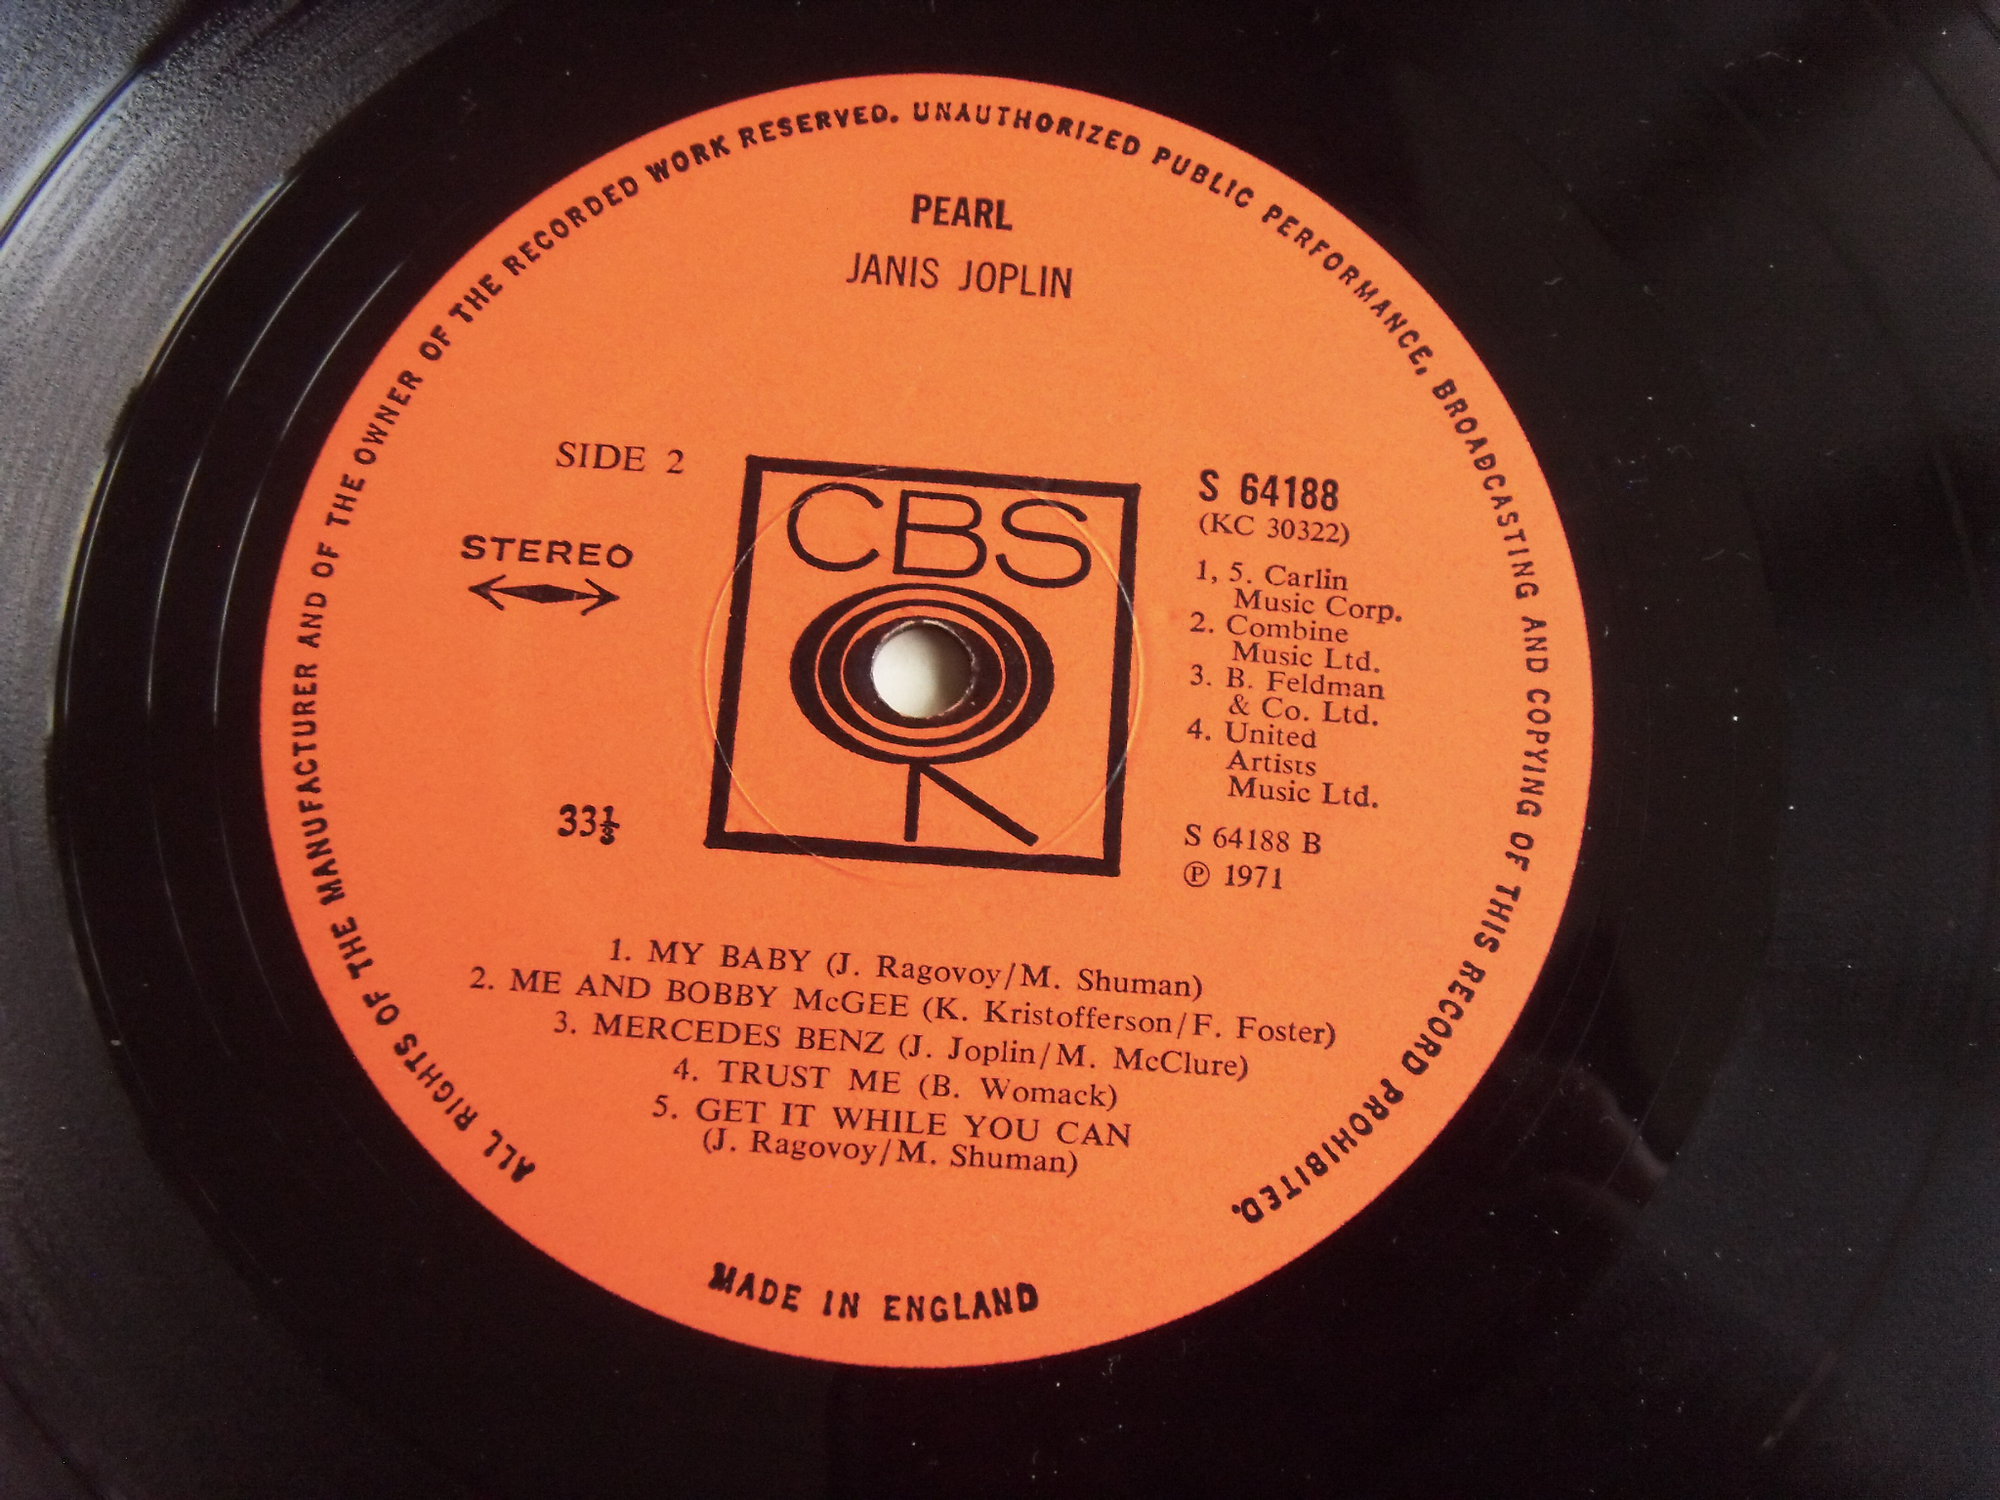 ALL RIGHTS OF THE MANUFACTURER AND OF THE OWNER OF THE RECORDED WORK RESERVED. UNAUTHORIZED PUBLIC PERFORMANCE, BROADCASTING AND COPYING OF THIS RECORD PROHIBITED.
PEARL
JANIS JOPLIN
SIDE 2
STEREO
33⅓
CBS
S 64188
(KC 30322)
1, 5. Carlin
Music Corp.
2. Combine
Music Ltd.
3. B. Feldman
& Co. Ltd.
4. United
Artists
Music Ltd.
S 64188 B
℗ 1971
1. MY BABY (J. Ragovoy/M. Shuman)
2. ME AND BOBBY McGEE (K. Kristofferson/F. Foster)
3. MERCEDES BENZ (J. Joplin/M. McClure)
4. TRUST ME (B. Womack)
5. GET IT WHILE YOU CAN
(J. Ragovoy/M. Shuman)
MADE IN ENGLAND